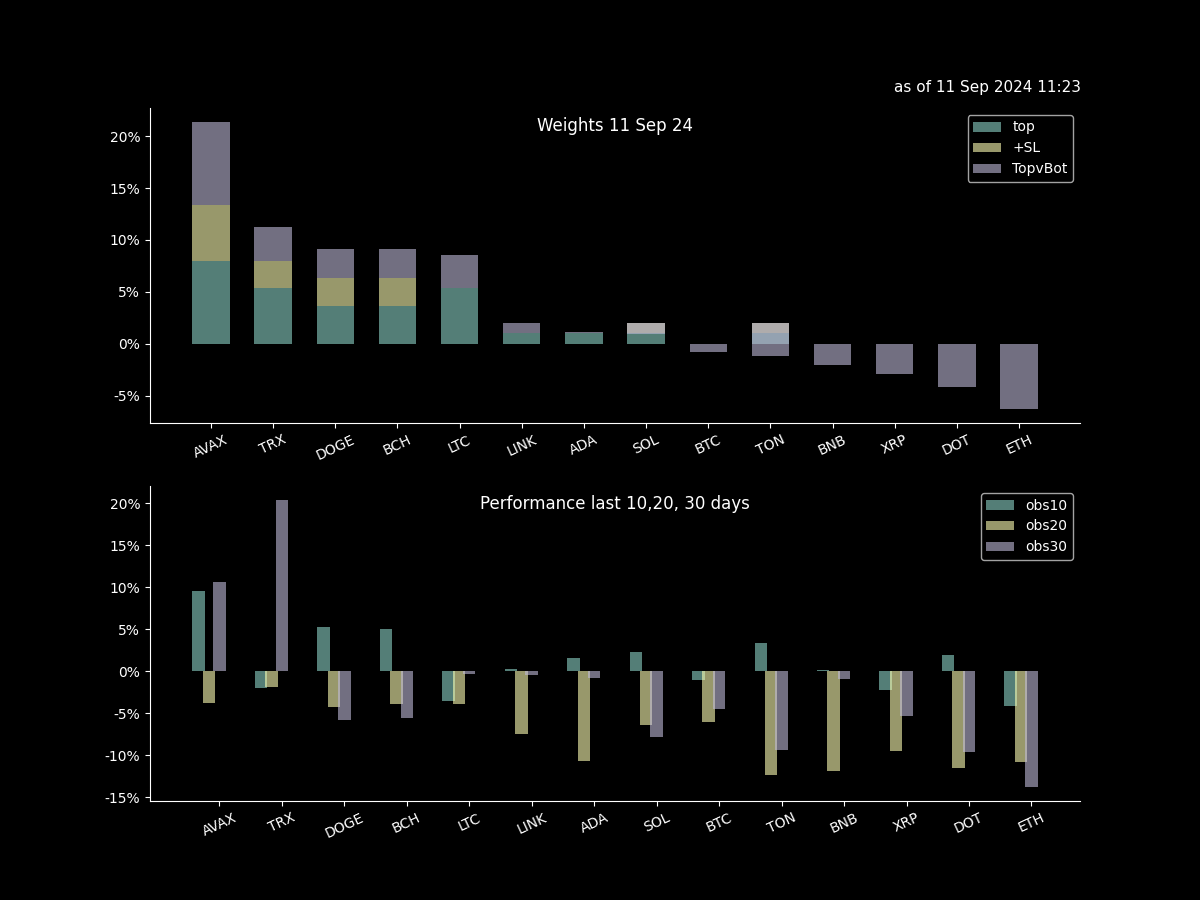 as of 11 Sep 2024 11:23
Weights 11 Sep 24
top
+SL
TopvBot
20%
15%
10%
5%
0%
-5%
AVAX TRX DOGE BCH LTC LINK ADA SOL BTC TON BNB XRP DOT ETH
Performance last 10,20, 30 days
obs10
obs20
obs30
20%
15%
10%
5%
0%
-5%
-10%
-15%
AVAX TRX DOGE BCH LTC LINK ADA SOL BTC TON BNB XRP DOT ETH